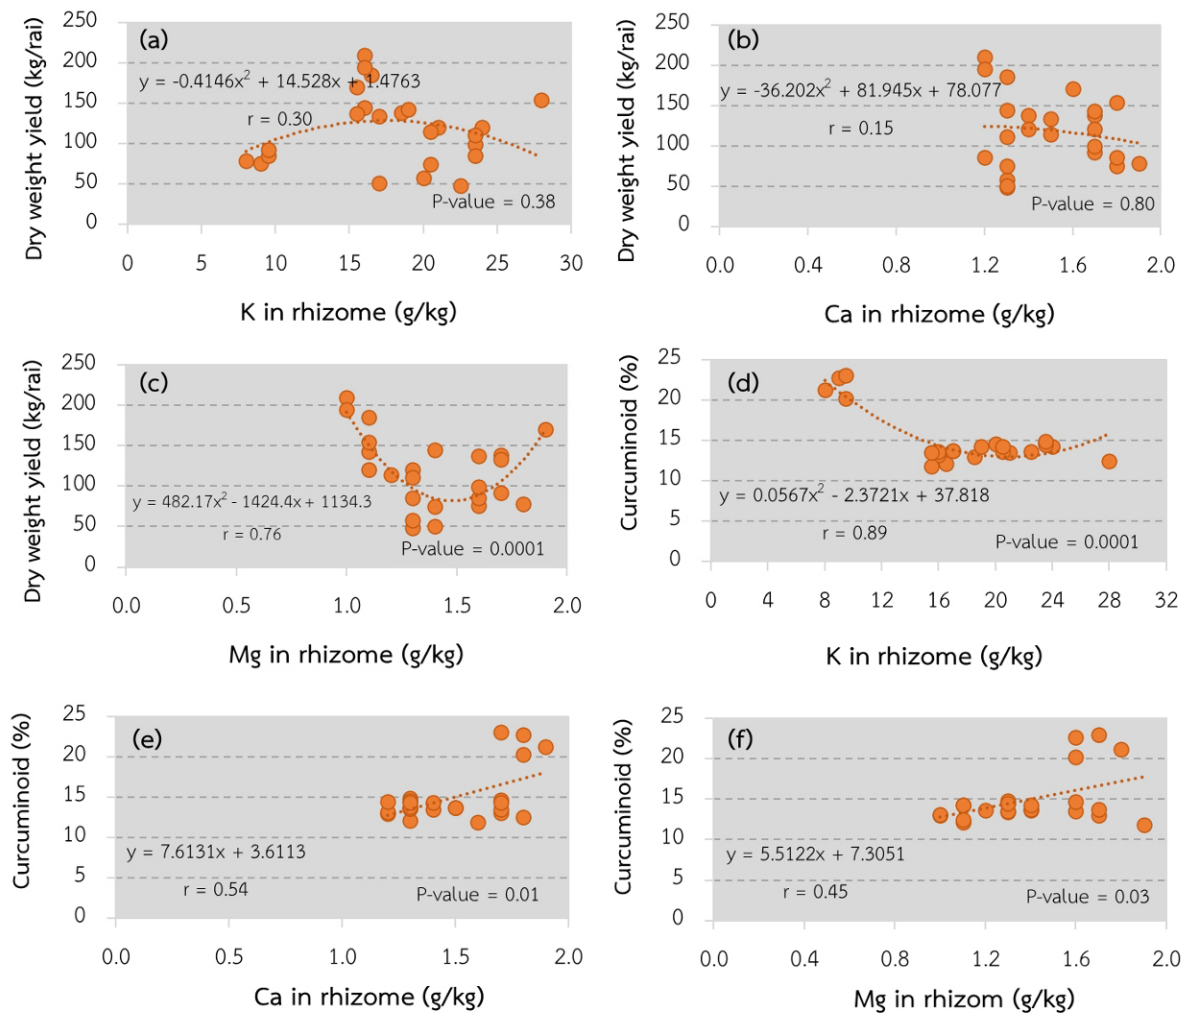 Dry weight yield (kg/rai)
250
200
150
100
50
0
(a)
y = -0.4146x² + 14.528x + 1.4763
r = 0.30
P-value = 0.38
0 5 10 15 20 25 30
K in rhizome (g/kg)
Dry weight yield (kg/rai)
250
200
150
100
50
0
(b)
y = -36.202x² + 81.945x + 78.077
r = 0.15
P-value = 0.80
0.0 0.4 0.8 1.2 1.6 2.0
Ca in rhizome (g/kg)
Dry weight yield (kg/rai)
250
200
150
100
50
0
(c)
y = 482.17x² - 1424.4x + 1134.3
r = 0.76
P-value = 0.0001
0.0 0.5 1.0 1.5 2.0
Mg in rhizome (g/kg)
Curcuminoid (%)
25
20
15
10
5
0
(d)
y = 0.0567x² - 2.3721x + 37.818
r = 0.89
P-value = 0.0001
0 4 8 12 16 20 24 28 32
K in rhizome (g/kg)
Curcuminoid (%)
25
20
15
10
5
0
(e)
y = 7.6131x + 3.6113
r = 0.54
P-value = 0.01
0.0 0.5 1.0 1.5 2.0
Ca in rhizome (g/kg)
Curcuminoid (%)
25
20
15
10
5
0
(f)
y = 5.5122x + 7.3051
r = 0.45
P-value = 0.03
0.0 0.4 0.8 1.2 1.6 2.0
Mg in rhizom (g/kg)